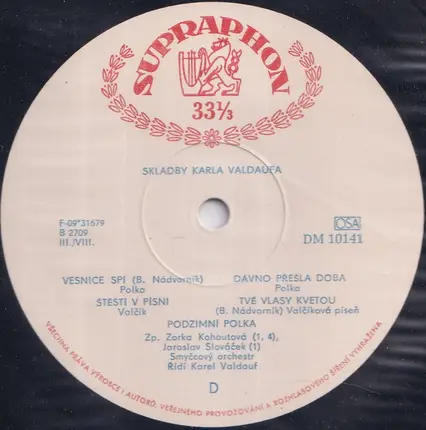 SUPRAPHON
33⅓
SKLADBY KARLA VALDAUFA
F-09*31679
B 2709
III./VIII.
OSA
DM 10141
VESNICE SPÍ (B. Nádvorník)
Polka
DÁVNO PŘEŠLA DOBA
Polka
ŠTĚSTÍ V PÍSNI
Valčík
TVÉ VLASY KVETOU
(B. Nádvorník) Valčíková píseň
PODZIMNÍ POLKA
Zp. Zorka Kohoutová (1, 4),
Jaroslav Slováček (1)
Smyčcový orchestr
Řídí Karel Valdauf
D
VŠECHNA PRÁVA VÝROBCE I AUTORŮ, VEŘEJNÉHO PROVOZOVÁNÍ A ROZHLASOVÉHO ŠÍŘENÍ VYHRAZENA